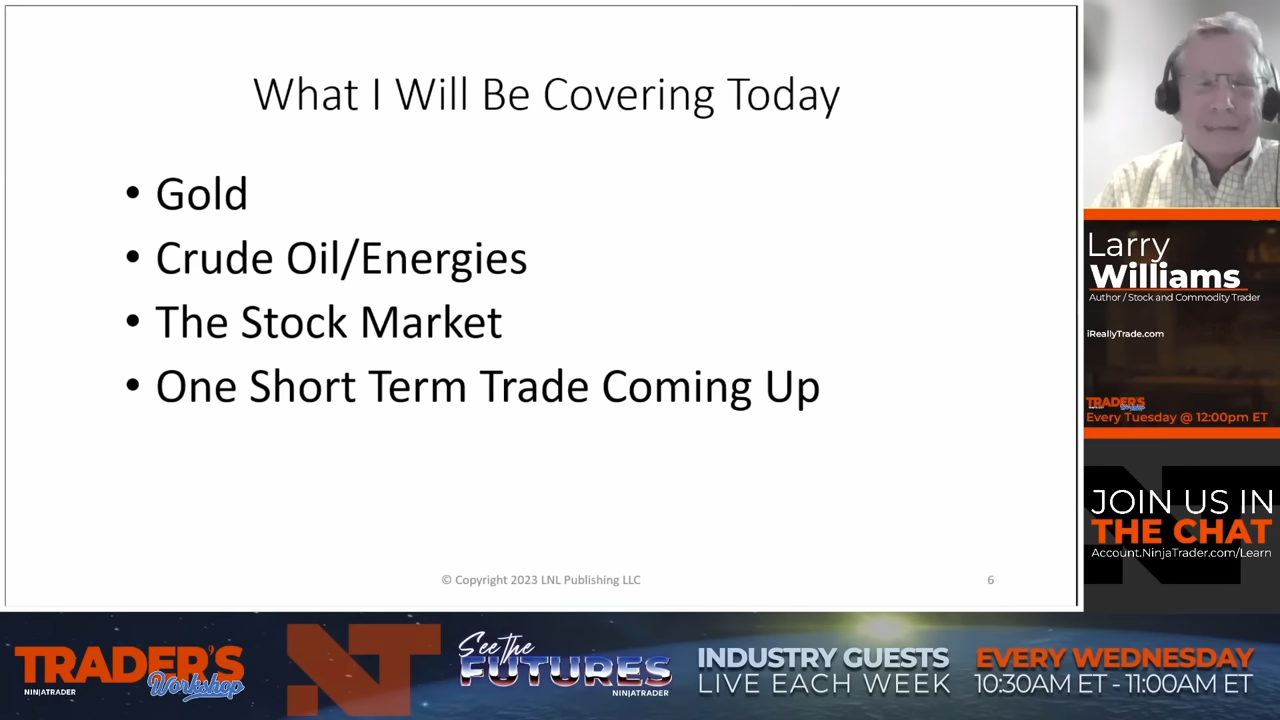 What I Will Be Covering Today
• Gold
• Crude Oil/Energies
• The Stock Market
• One Short Term Trade Coming Up
© Copyright 2023 LNL Publishing LLC
6
Larry
Williams
Author / Stock and Commodity Trader
iReallyTrade.com
TRADER'S
Workshop
Every Tuesday @ 12:00pm ET
JOIN US IN
THE CHAT
Account.NinjaTrader.com/Learn
TRADER'S
Workshop
NINJATRADER
NT
See the
FUTURES
NINJATRADER
INDUSTRY GUESTS
LIVE EACH WEEK
EVERY WEDNESDAY
10:30AM ET - 11:00AM ET